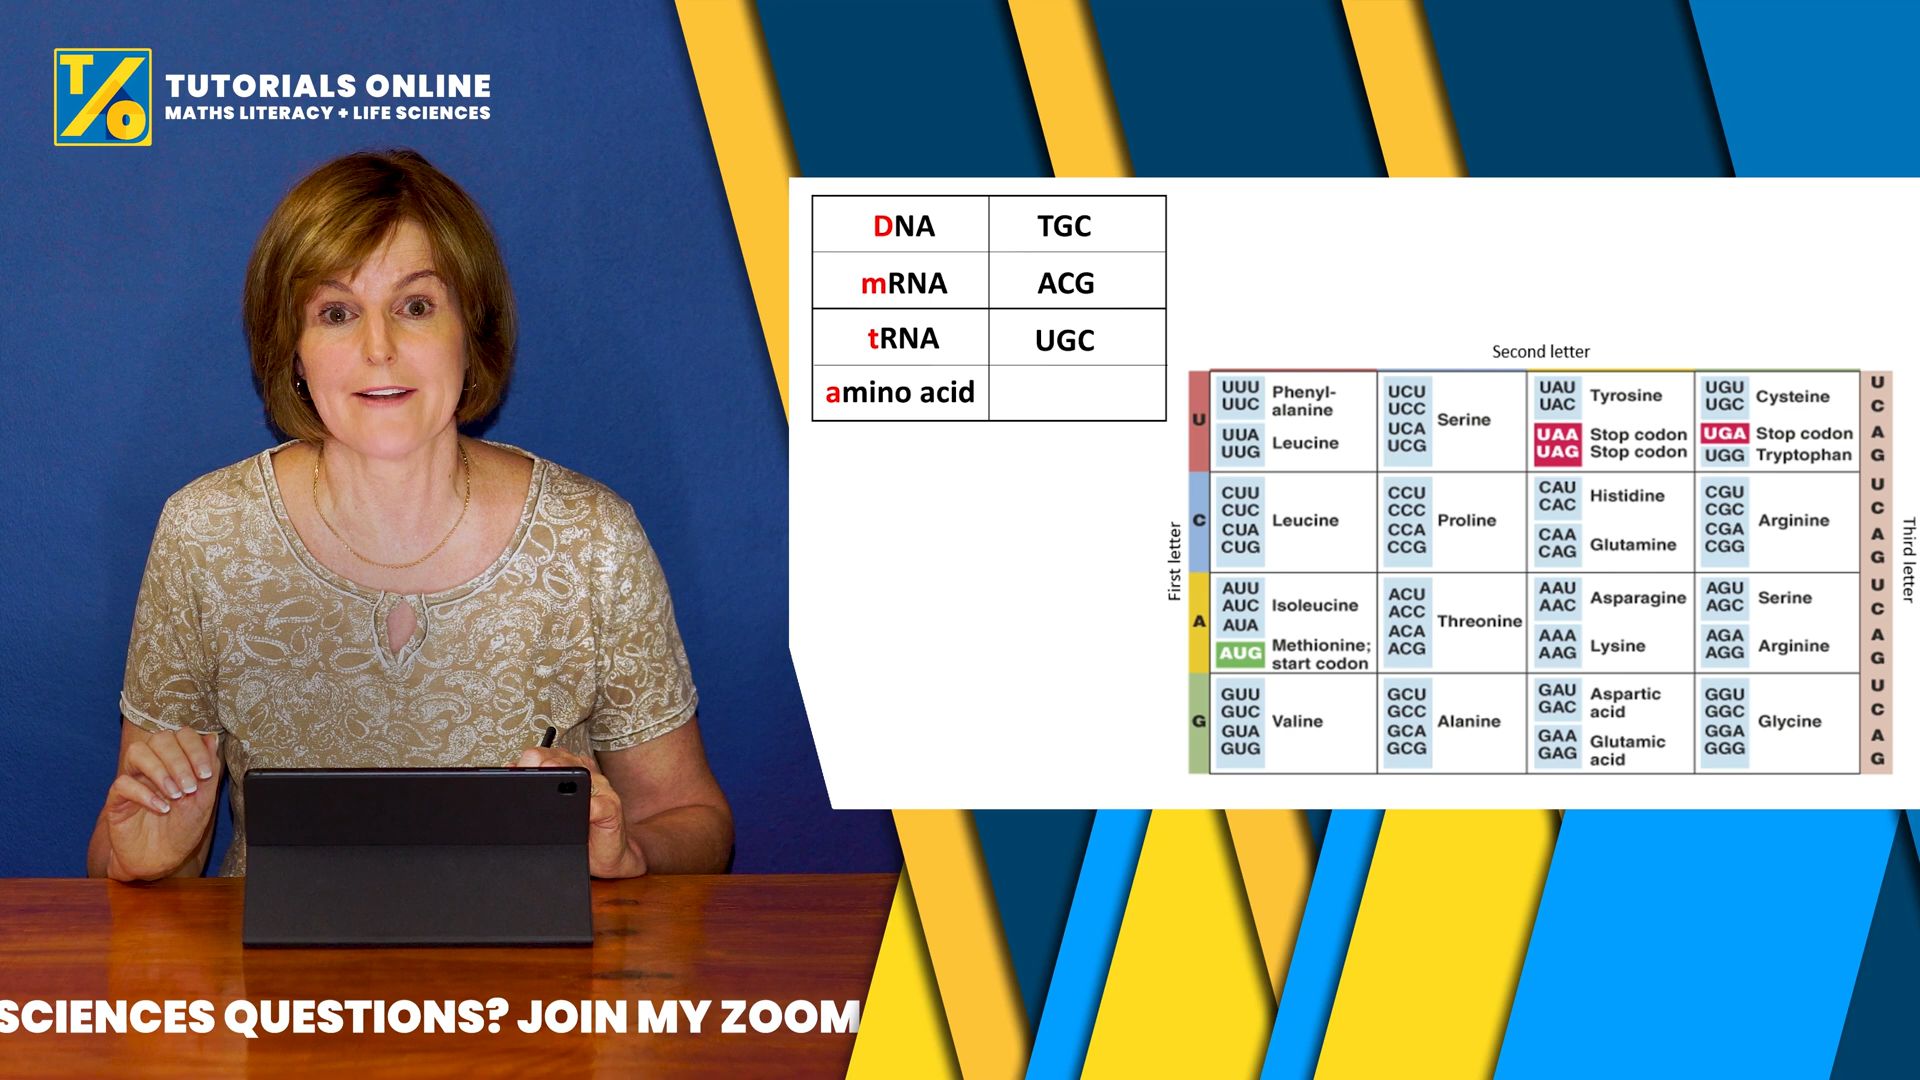 T/O
TUTORIALS ONLINE
MATHS LITERACY + LIFE SCIENCES
DNA TGC
mRNA ACG
tRNA UGC
amino acid
Second letter
First letter
Third letter
U
UUU
UUC
Phenyl-
alanine
UUA
UUG
Leucine
UCU
UCC
UCA
UCG
Serine
UAU
UAC
Tyrosine
UAA Stop codon
UAG Stop codon
UGU
UGC
Cysteine
UGA Stop codon
UGG Tryptophan
U
C
A
G
C
CUU
CUC
CUA
CUG
Leucine
CCU
CCC
CCA
CCG
Proline
CAU
CAC
Histidine
CAA
CAG
Glutamine
CGU
CGC
CGA
CGG
Arginine
U
C
A
G
A
AUU
AUC
AUA
Isoleucine
AUG
Methionine;
start codon
ACU
ACC
ACA
ACG
Threonine
AAU
AAC
Asparagine
AAA
AAG
Lysine
AGU
AGC
Serine
AGA
AGG
Arginine
U
C
A
G
G
GUU
GUC
GUA
GUG
Valine
GCU
GCC
GCA
GCG
Alanine
GAU
GAC
Aspartic
acid
GAA
GAG
Glutamic
acid
GGU
GGC
GGA
GGG
Glycine
U
C
A
G
SCIENCES QUESTIONS? JOIN MY ZOOM